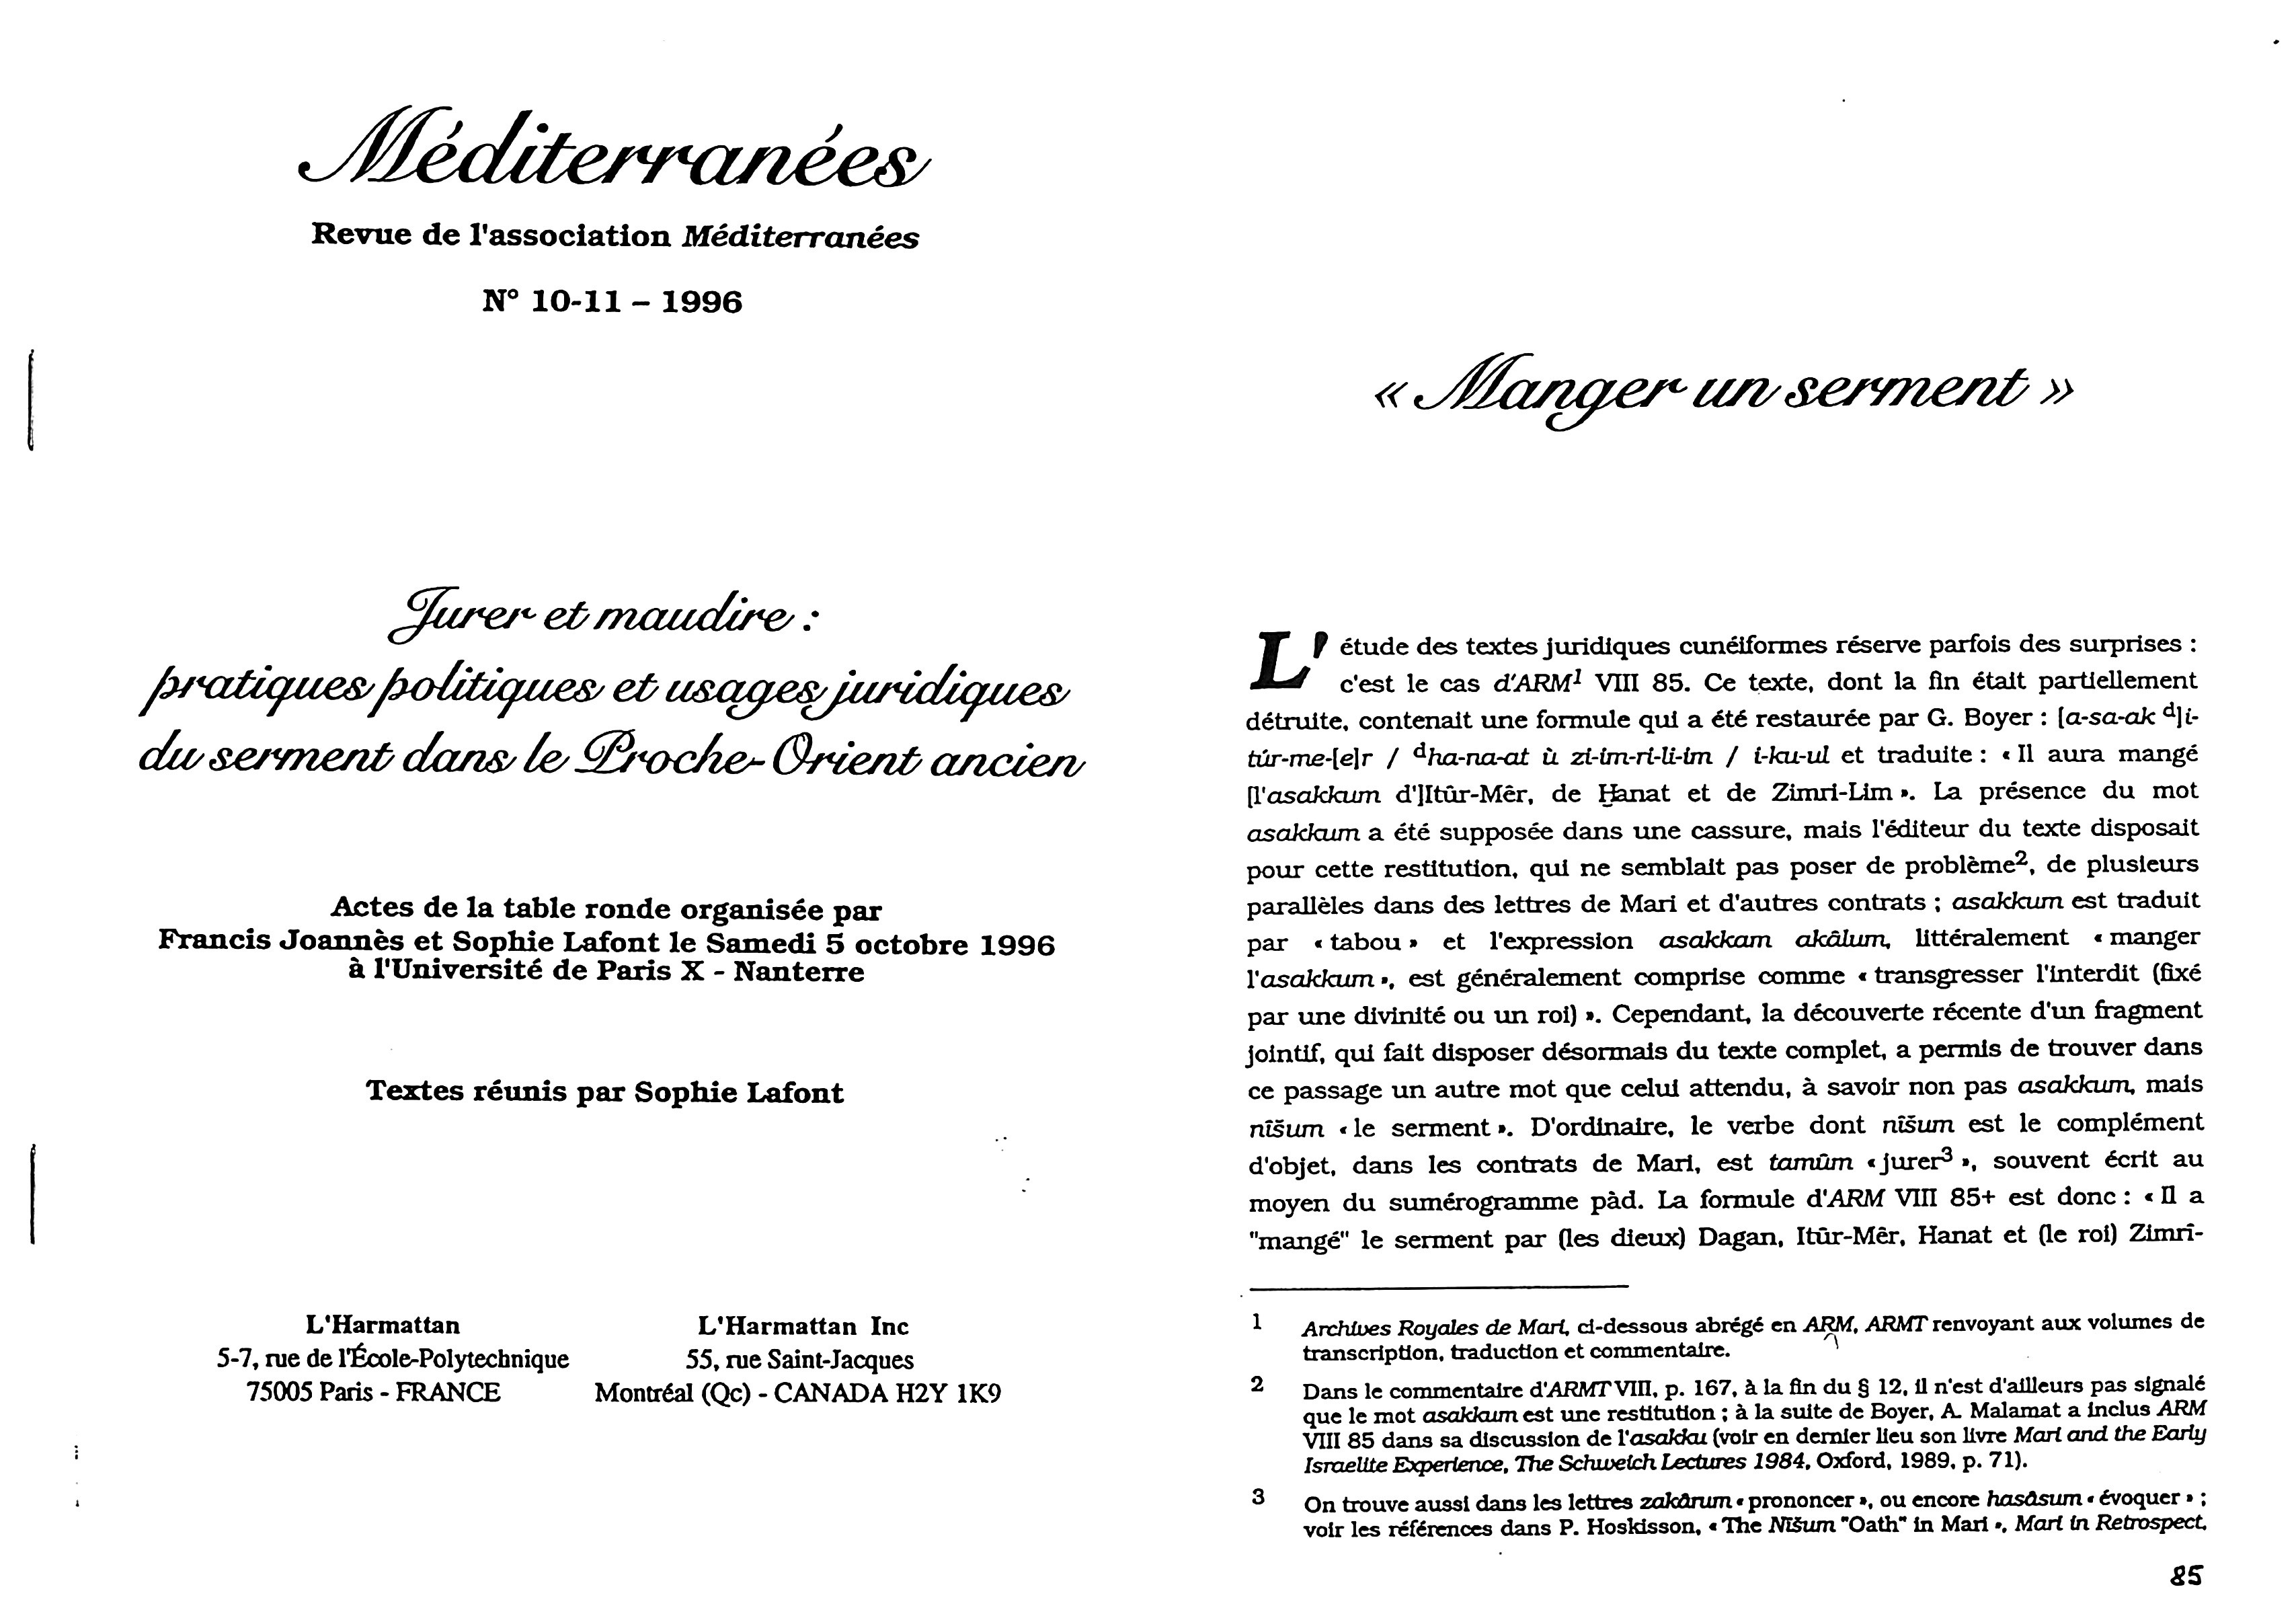 Méditerranées
Revue de l'association Méditerranées
N° 10-11 – 1996
Jurer et maudire :
pratiques politiques et usages juridiques
du serment dans le Proche-Orient ancien
Actes de la table ronde organisée par
Francis Joannès et Sophie Lafont le Samedi 5 octobre 1996
à l'Université de Paris X - Nanterre
Textes réunis par Sophie Lafont
L'Harmattan
5-7, rue de l'École-Polytechnique
75005 Paris - FRANCE
L'Harmattan Inc
55, rue Saint-Jacques
Montréal (Qc) - CANADA H2Y 1K9
« Manger un serment »
L'étude des textes juridiques cunéiformes réserve parfois des surprises :
c'est le cas d'ARM¹ VIII 85. Ce texte, dont la fin était partiellement
détruite, contenait une formule qui a été restaurée par G. Boyer : [a-sa-ak ᵈ]i-
túr-me-[e]r / ᵈha-na-at ù zi-im-ri-li-im / i-ku-ul et traduite : « Il aura mangé
[l'asakkum d']Itûr-Mêr, de Ḫanat et de Zimri-Lim ». La présence du mot
asakkum a été supposée dans une cassure, mais l'éditeur du texte disposait
pour cette restitution, qui ne semblait pas poser de problème², de plusieurs
parallèles dans des lettres de Mari et d'autres contrats ; asakkum est traduit
par « tabou » et l'expression asakkam akâlum, littéralement « manger
l'asakkum », est généralement comprise comme « transgresser l'interdit (fixé
par une divinité ou un roi) ». Cependant, la découverte récente d'un fragment
jointif, qui fait disposer désormais du texte complet, a permis de trouver dans
ce passage un autre mot que celui attendu, à savoir non pas asakkum, mais
nîšum « le serment ». D'ordinaire, le verbe dont nîšum est le complément
d'objet, dans les contrats de Mari, est tamûm « jurer³ », souvent écrit au
moyen du sumérogramme pàd. La formule d'ARM VIII 85+ est donc : « Il a
"mangé" le serment par (les dieux) Dagan, Itûr-Mêr, Hanat et (le roi) Zimrî-
1 Archives Royales de Mari, ci-dessous abrégé en ARM, ARMT renvoyant aux volumes de
transcription, traduction et commentaire.
2 Dans le commentaire d'ARMT VIII, p. 167, à la fin du § 12, il n'est d'ailleurs pas signalé
que le mot asakkum est une restitution ; à la suite de Boyer, A. Malamat a inclus ARM
VIII 85 dans sa discussion de l'asakku (voir en dernier lieu son livre Mari and the Early
Israelite Experience, The Schweich Lectures 1984, Oxford, 1989, p. 71).
3 On trouve aussi dans les lettres zakârum « prononcer », ou encore hasâsum « évoquer » ;
voir les références dans P. Hoskisson, « The Nîšum "Oath" in Mari », Mari in Retrospect,
85